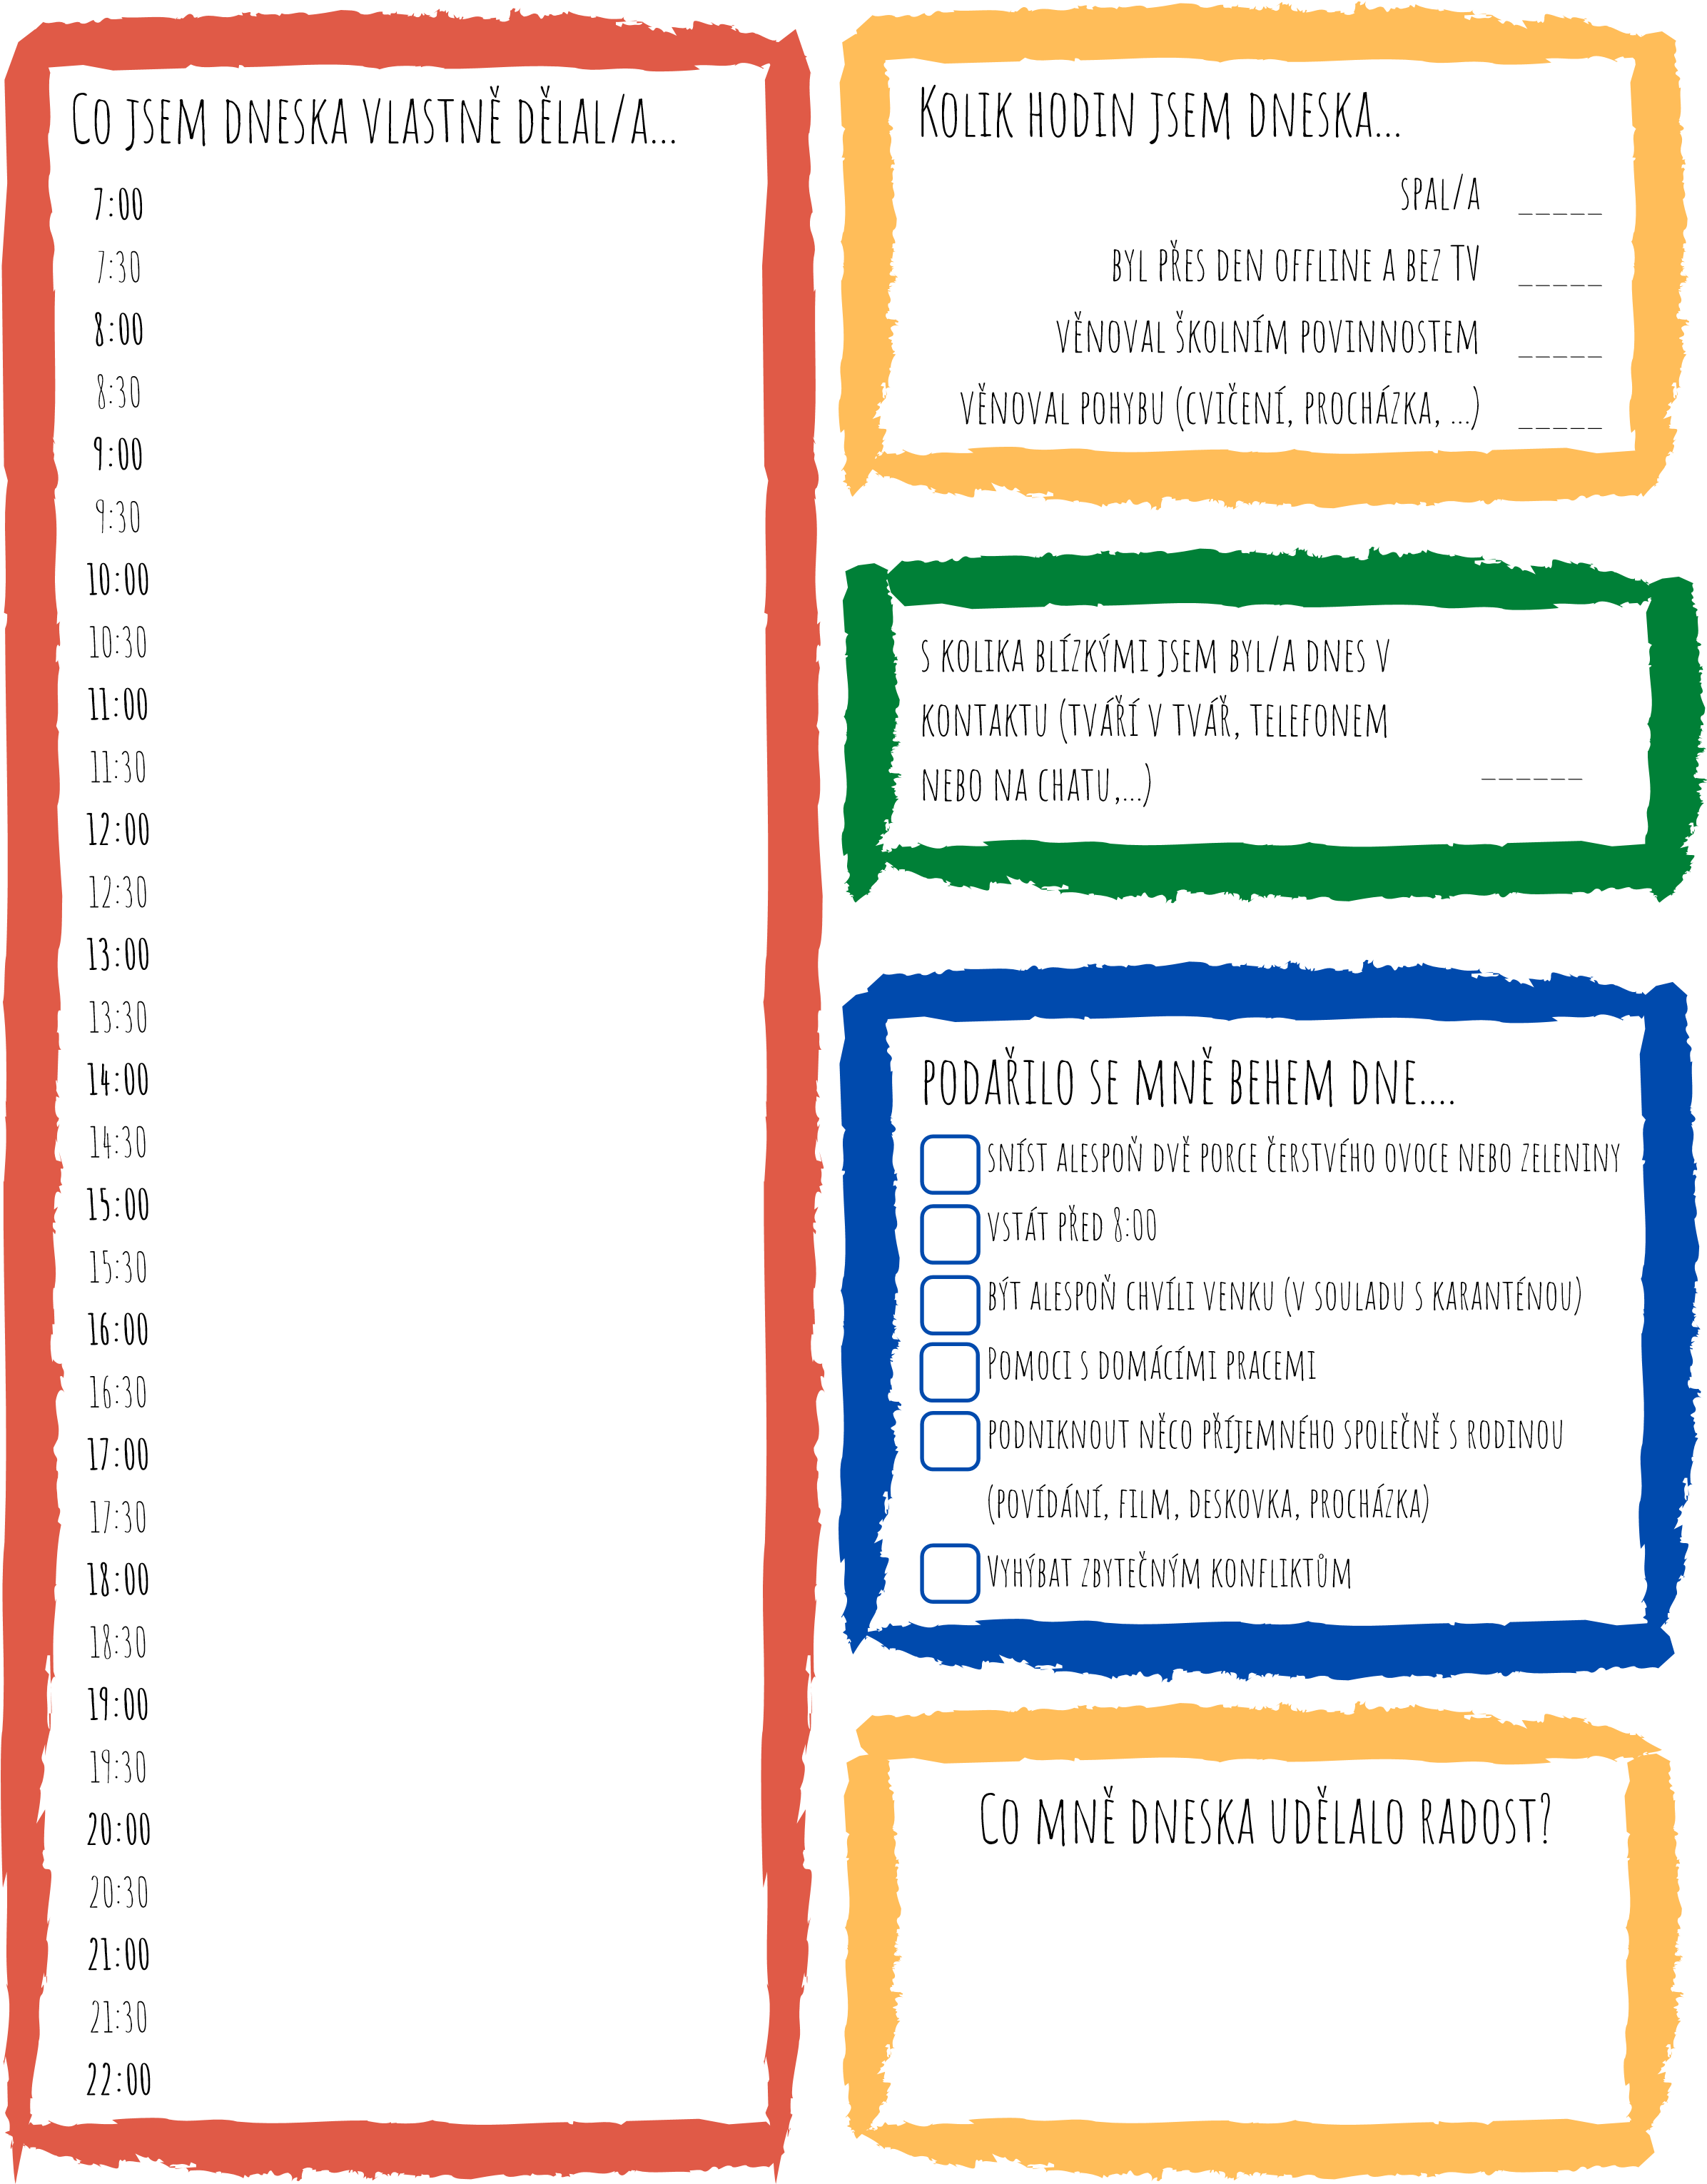 Co jsem dneska vlastně dělal/a...
7:00
7:30
8:00
8:30
9:00
9:30
10:00
10:30
11:00
11:30
12:00
12:30
13:00
13:30
14:00
14:30
15:00
15:30
16:00
16:30
17:00
17:30
18:00
18:30
19:00
19:30
20:00
20:30
21:00
21:30
22:00
Kolik hodin jsem dneska...
spal/a _____
byl přes den offline a bez TV _____
věnoval školním povinnostem _____
věnoval pohybu (cvičení, procházka, ...) _____
s kolika blízkými jsem byl/a dnes v
kontaktu (tváří v tvář, telefonem
nebo na chatu,...) ______
podařilo se mně behem dne....
sníst alespoň dvě porce čerstvého ovoce nebo zeleniny
vstát před 8:00
být alespoň chvíli venku (v souladu s karanténou)
Pomoci s domácími pracemi
podniknout něco příjemného společně s rodinou
(povídání, film, deskovka, procházka)
Vyhýbat zbytečným konfliktům
Co mně dneska udělalo radost?